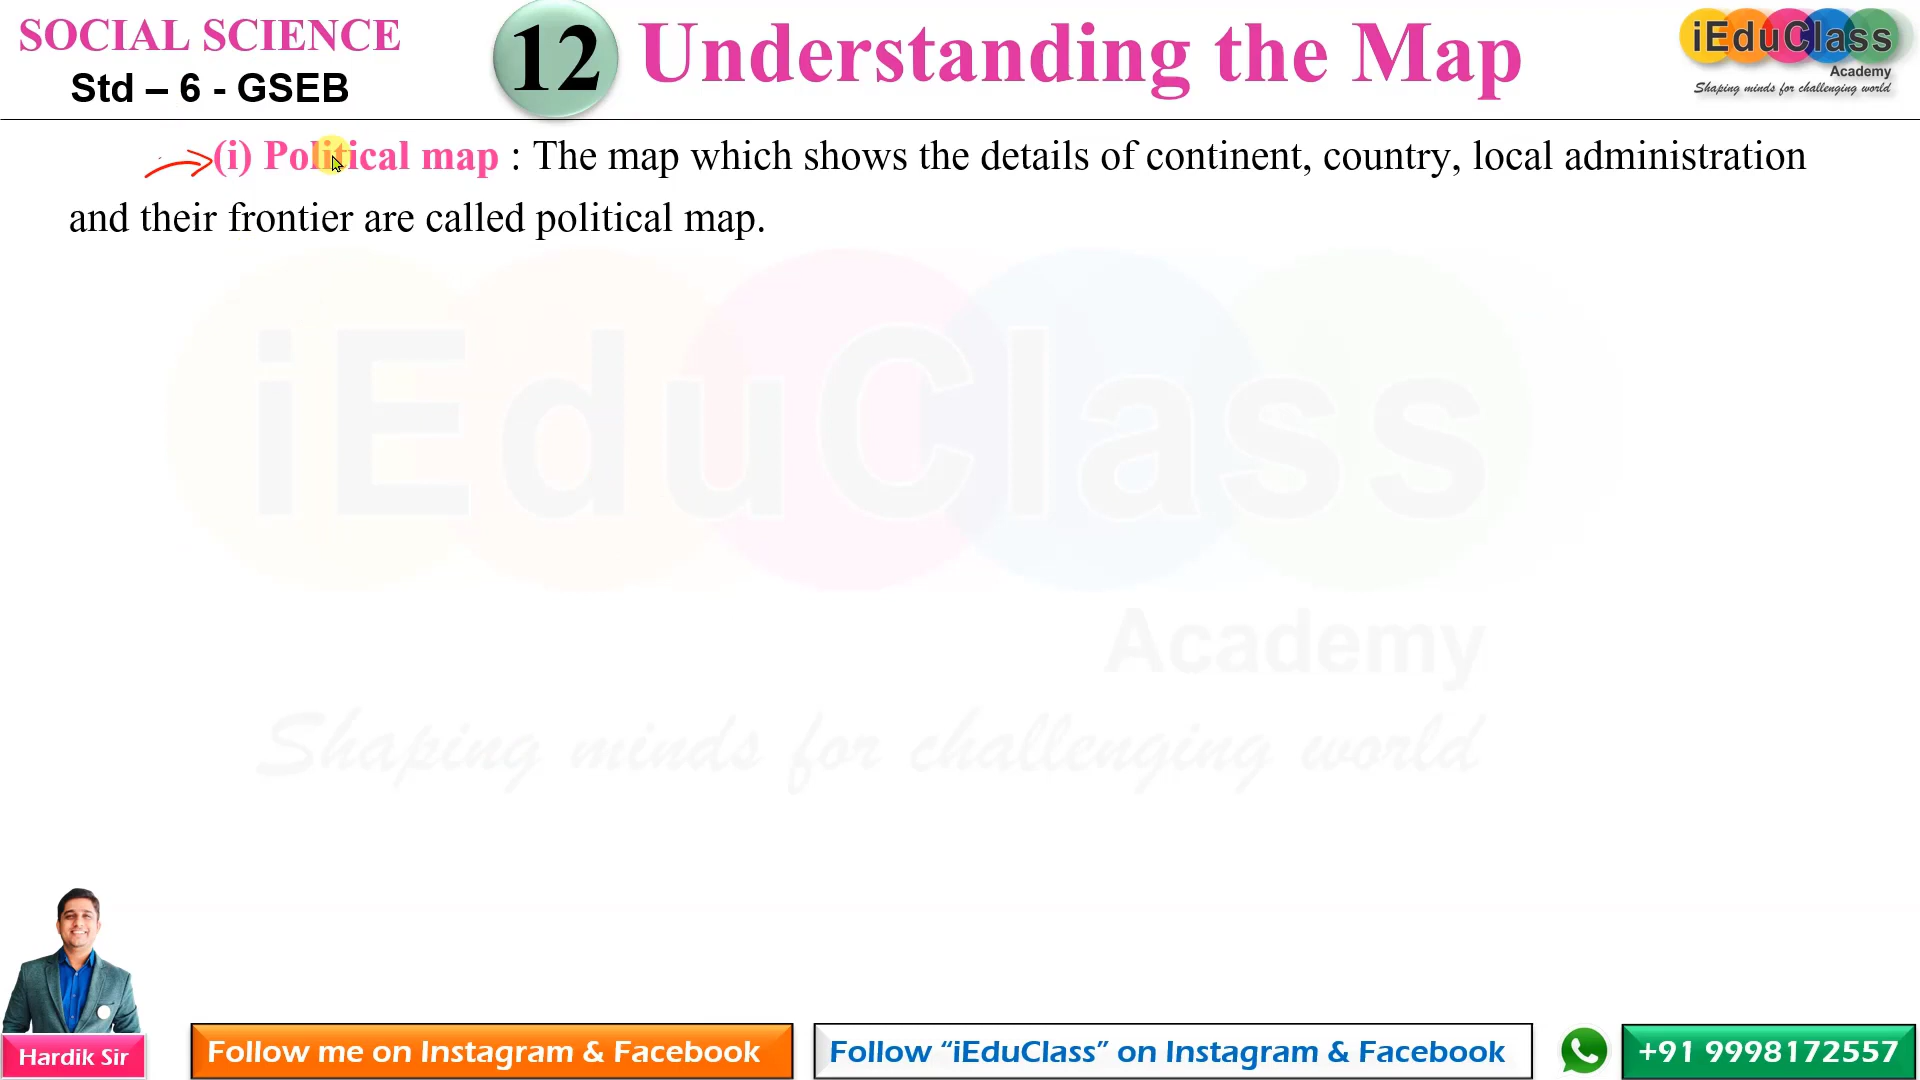 SOCIAL SCIENCE
Std – 6 - GSEB
12
Understanding the Map
iEduClass
Academy
Shaping minds for challenging world
(i) Political map : The map which shows the details of continent, country, local administration
and their frontier are called political map.
iEduClass
Academy
Shaping minds for challenging world
Hardik Sir
Follow me on Instagram & Facebook
Follow “iEduClass” on Instagram & Facebook
+91 9998172557